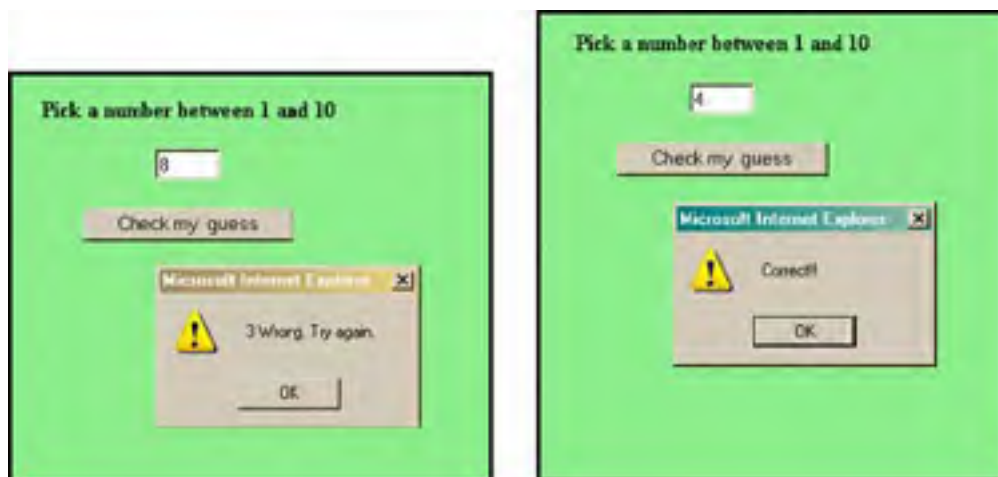 Pick a number between 1 and 10
8
Check my guess
Microsoft Internet Explorer
3 Wrong. Try again.
OK
Pick a number between 1 and 10
4
Check my guess
Microsoft Internet Explorer
Correct!!
OK